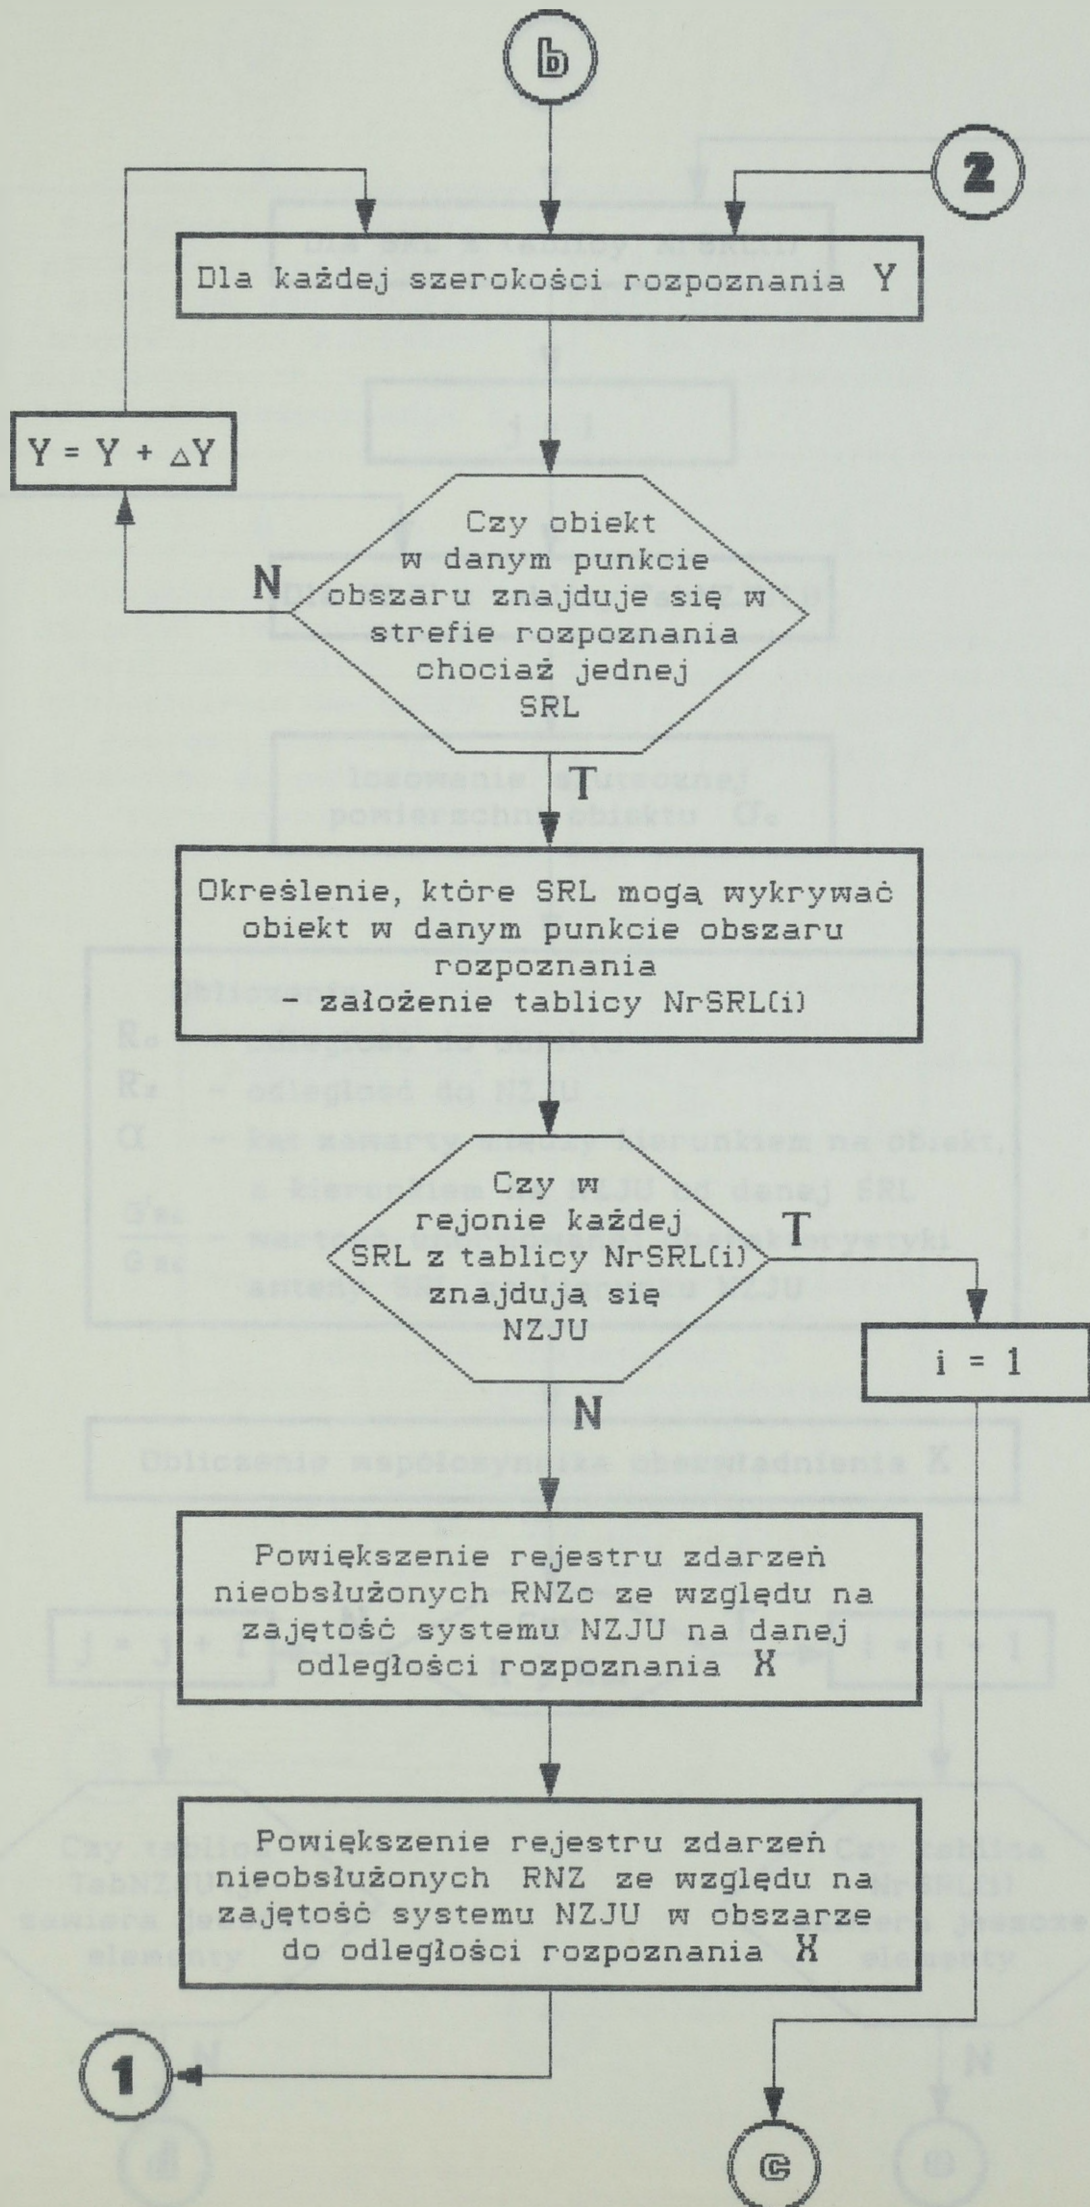 b
2
Dla każdej szerokości rozpoznania Y
Y = Y + △Y
Czy obiekt
w danym punkcie
obszaru znajduje się w
strefie rozpoznania
chociaż jednej
SRL
N
T
Określenie, które SRL mogą wykrywać
obiekt w danym punkcie obszaru
rozpoznania
- założenie tablicy NrSRL(i)
Czy w
rejonie każdej
SRL z tablicy NrSRL(i)
znajdują się
NZJU
T
i = 1
N
Powiększenie rejestru zdarzeń
nieobsłużonych RNZc ze względu na
zajętość systemu NZJU na danej
odległości rozpoznania X
Powiększenie rejestru zdarzeń
nieobsłużonych RNZ ze względu na
zajętość systemu NZJU w obszarze
do odległości rozpoznania X
1
c